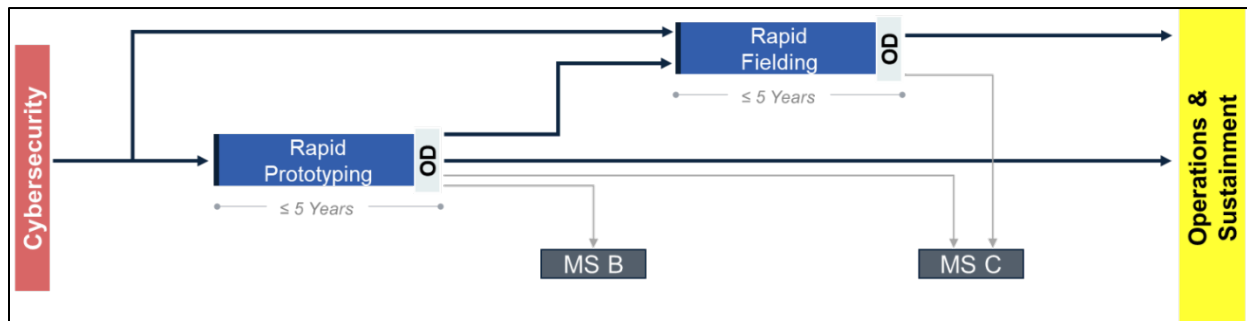 Cybersecurity
Rapid
Fielding
OD
≤ 5 Years
Rapid
Prototyping
OD
≤ 5 Years
MS B
MS C
Operations &
Sustainment